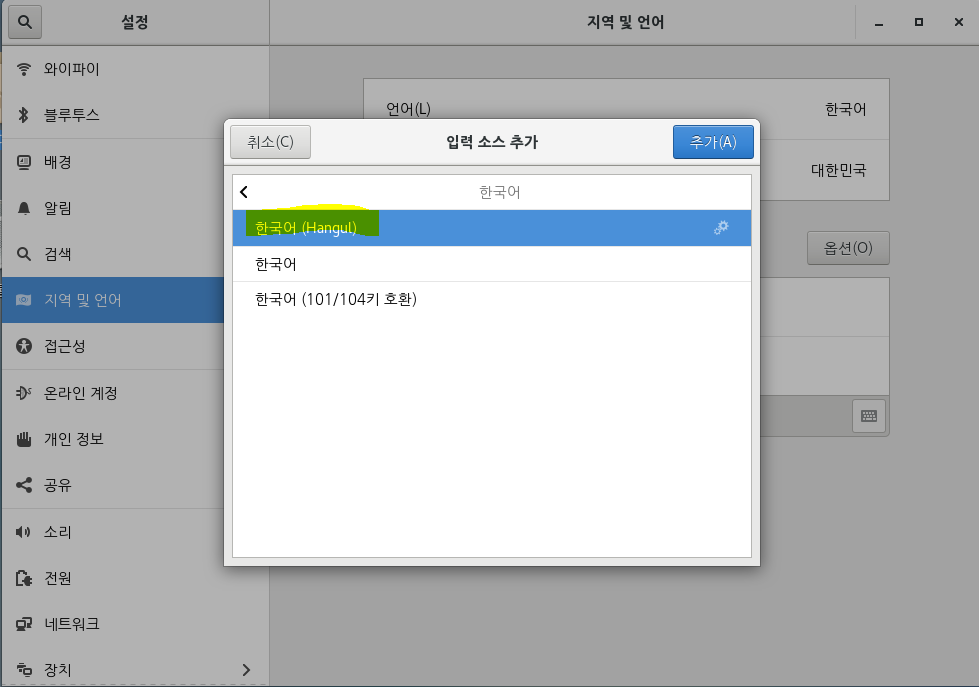 설정
지역 및 언어
와이파이
블루투스
배경
알림
검색
지역 및 언어
접근성
온라인 계정
개인 정보
공유
소리
전원
네트워크
장치
언어(L)
한국어
대한민국
옵션(O)
취소(C)
입력 소스 추가
추가(A)
한국어
한국어 (Hangul)
한국어
한국어 (101/104키 호환)